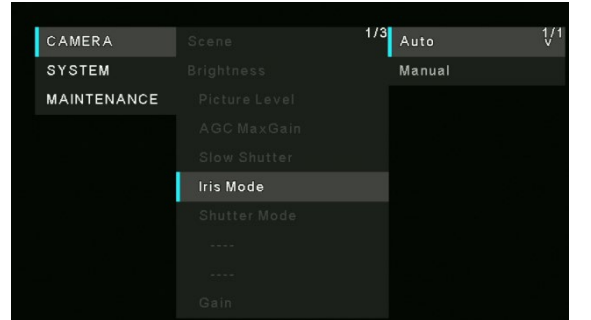 CAMERA
SYSTEM
MAINTENANCE
1/3
Scene
Brightness
Picture Level
AGC MaxGain
Slow Shutter
Iris Mode
Shutter Mode
----
----
Gain
1/1
Auto
v
Manual